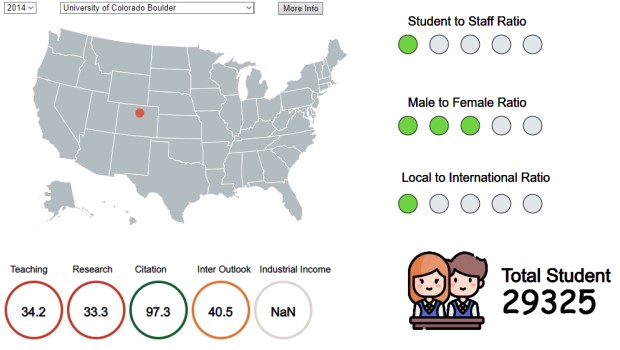 2014
University of Colorado Boulder
More Info
Student to Staff Ratio
Male to Female Ratio
Local to International Ratio
Teaching
Research
Citation
Inter Outlook
Industrial Income
34.2
33.3
97.3
40.5
NaN
Total Student
29325